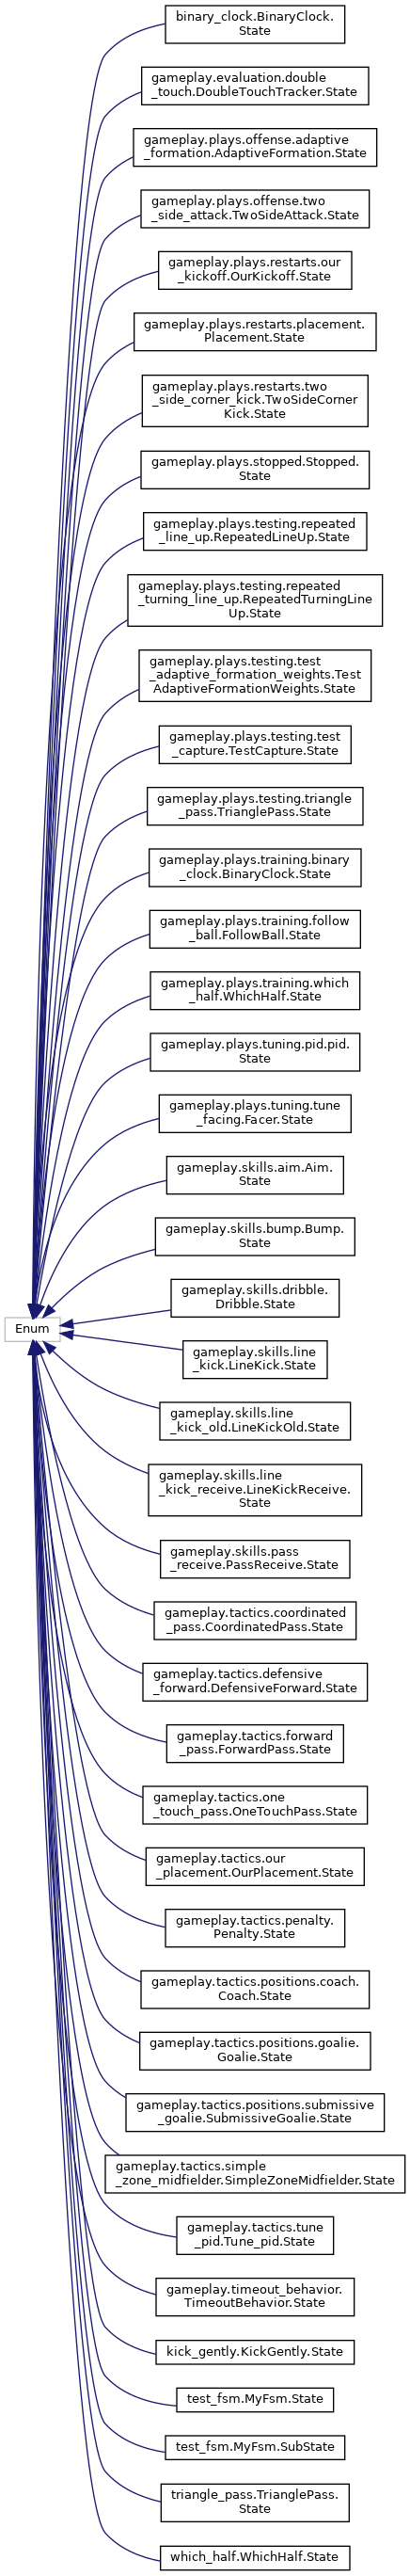 binary_clock.BinaryClock.
State
gameplay.evaluation.double
_touch.DoubleTouchTracker.State
gameplay.plays.offense.adaptive
_formation.AdaptiveFormation.State
gameplay.plays.offense.two
_side_attack.TwoSideAttack.State
gameplay.plays.restarts.our
_kickoff.OurKickoff.State
gameplay.plays.restarts.placement.
Placement.State
gameplay.plays.restarts.two
_side_corner_kick.TwoSideCorner
Kick.State
gameplay.plays.stopped.Stopped.
State
gameplay.plays.testing.repeated
_line_up.RepeatedLineUp.State
gameplay.plays.testing.repeated
_turning_line_up.RepeatedTurningLine
Up.State
gameplay.plays.testing.test
_adaptive_formation_weights.Test
AdaptiveFormationWeights.State
gameplay.plays.testing.test
_capture.TestCapture.State
gameplay.plays.testing.triangle
_pass.TrianglePass.State
gameplay.plays.training.binary
_clock.BinaryClock.State
gameplay.plays.training.follow
_ball.FollowBall.State
gameplay.plays.training.which
_half.WhichHalf.State
gameplay.plays.tuning.pid.pid.
State
gameplay.plays.tuning.tune
_facing.Facer.State
gameplay.skills.aim.Aim.
State
gameplay.skills.bump.Bump.
State
gameplay.skills.dribble.
Dribble.State
Enum
gameplay.skills.line
_kick.LineKick.State
gameplay.skills.line
_kick_old.LineKickOld.State
gameplay.skills.line
_kick_receive.LineKickReceive.
State
gameplay.skills.pass
_receive.PassReceive.State
gameplay.tactics.coordinated
_pass.CoordinatedPass.State
gameplay.tactics.defensive
_forward.DefensiveForward.State
gameplay.tactics.forward
_pass.ForwardPass.State
gameplay.tactics.one
_touch_pass.OneTouchPass.State
gameplay.tactics.our
_placement.OurPlacement.State
gameplay.tactics.penalty.
Penalty.State
gameplay.tactics.positions.coach.
Coach.State
gameplay.tactics.positions.goalie.
Goalie.State
gameplay.tactics.positions.submissive
_goalie.SubmissiveGoalie.State
gameplay.tactics.simple
_zone_midfielder.SimpleZoneMidfielder.State
gameplay.tactics.tune
_pid.Tune_pid.State
gameplay.timeout_behavior.
TimeoutBehavior.State
kick_gently.KickGently.State
test_fsm.MyFsm.State
test_fsm.MyFsm.SubState
triangle_pass.TrianglePass.
State
which_half.WhichHalf.State